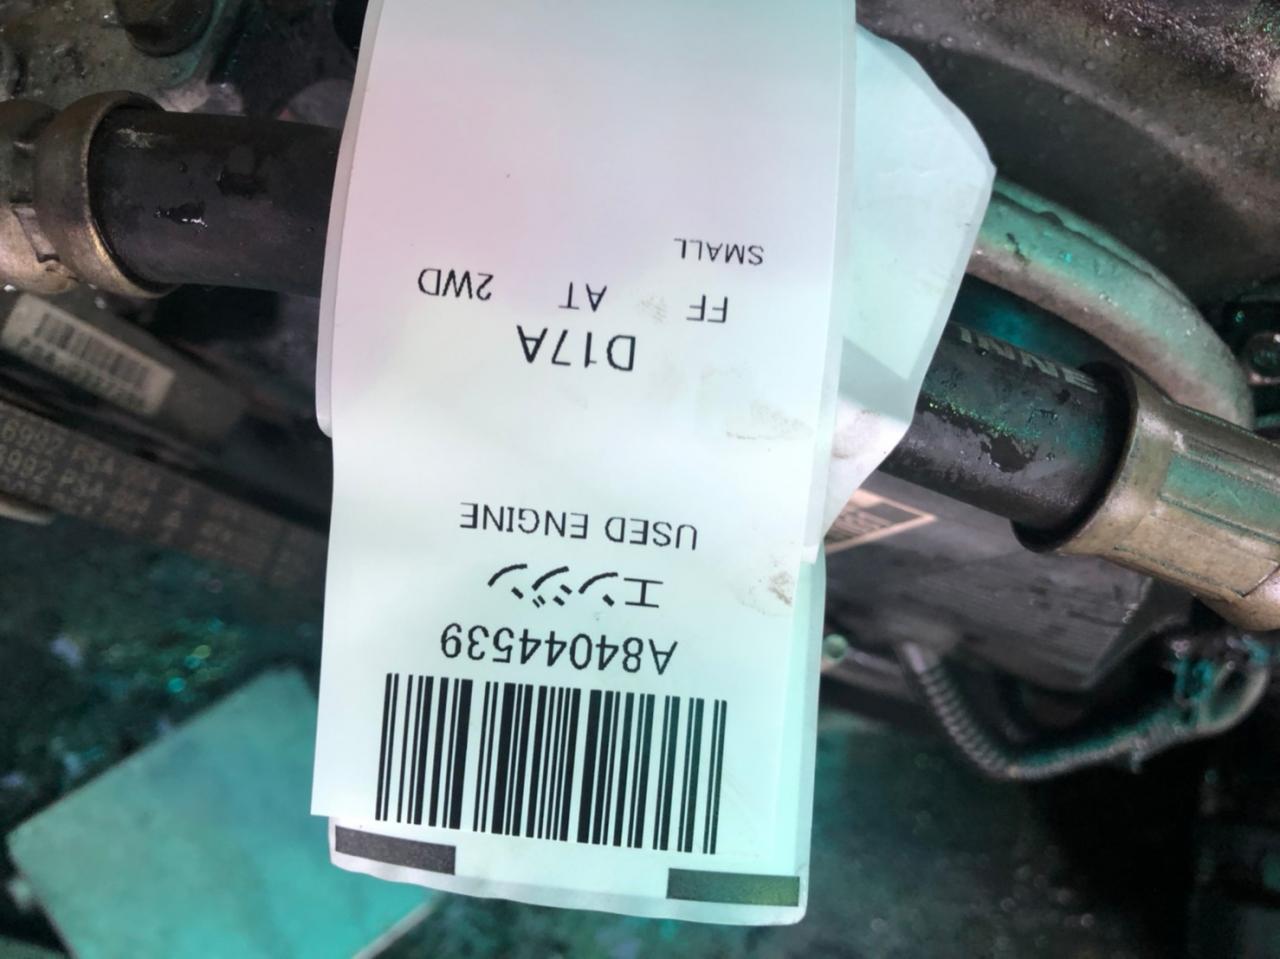 A84044539
エンジン
USED ENGINE
D17A
FF AT 2WD
SMALL